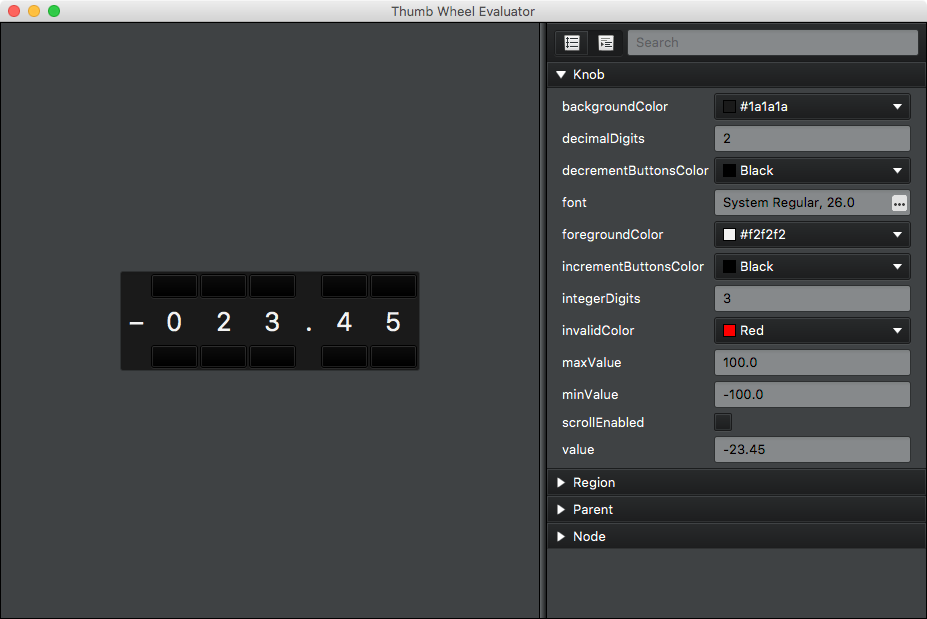 Thumb Wheel Evaluator
– 0 2 3 . 4 5
Search
Knob
backgroundColor #1a1a1a
decimalDigits 2
decrementButtonsColor Black
font System Regular, 26.0 ...
foregroundColor #f2f2f2
incrementButtonsColor Black
integerDigits 3
invalidColor Red
maxValue 100.0
minValue -100.0
scrollEnabled
value -23.45
Region
Parent
Node